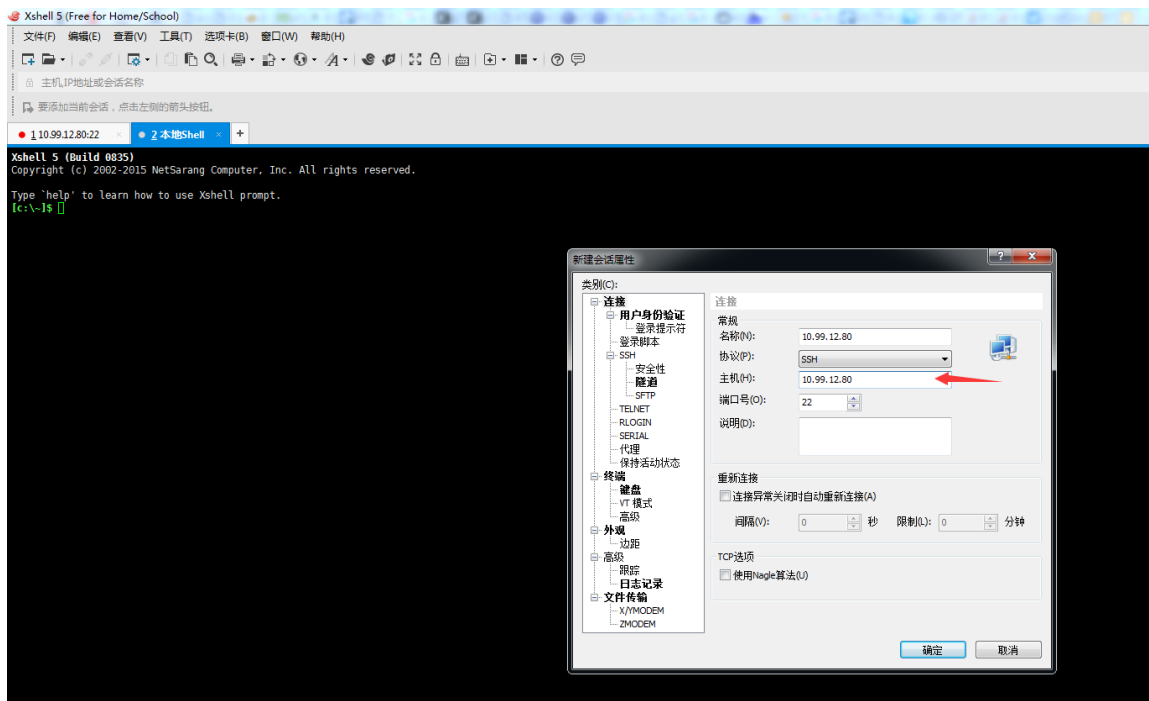 Xshell 5 (Free for Home/School)
文件(F) 编辑(E) 查看(V) 工具(T) 选项卡(B) 窗口(W) 帮助(H)
主机,IP地址或会话名称
要添加当前会话，点击左侧的箭头按钮。
1 10.99.12.80:22 × 2 本地Shell × +
Xshell 5 (Build 0835)
Copyright (c) 2002-2015 NetSarang Computer, Inc. All rights reserved.
Type `help' to learn how to use Xshell prompt.
[c:\~]$
新建会话属性
类别(C):
连接
用户身份验证
登录提示符
登录脚本
SSH
安全性
隧道
SFTP
TELNET
RLOGIN
SERIAL
代理
保持活动状态
终端
键盘
VT 模式
高级
外观
边距
高级
跟踪
日志记录
文件传输
X/YMODEM
ZMODEM
连接
常规
名称(N): 10.99.12.80
协议(P): SSH
主机(H): 10.99.12.80
端口号(O): 22
说明(D):
重新连接
连接异常关闭时自动重新连接(A)
间隔(V): 0 秒 限制(L): 0 分钟
TCP选项
使用Nagle算法(U)
确定 取消